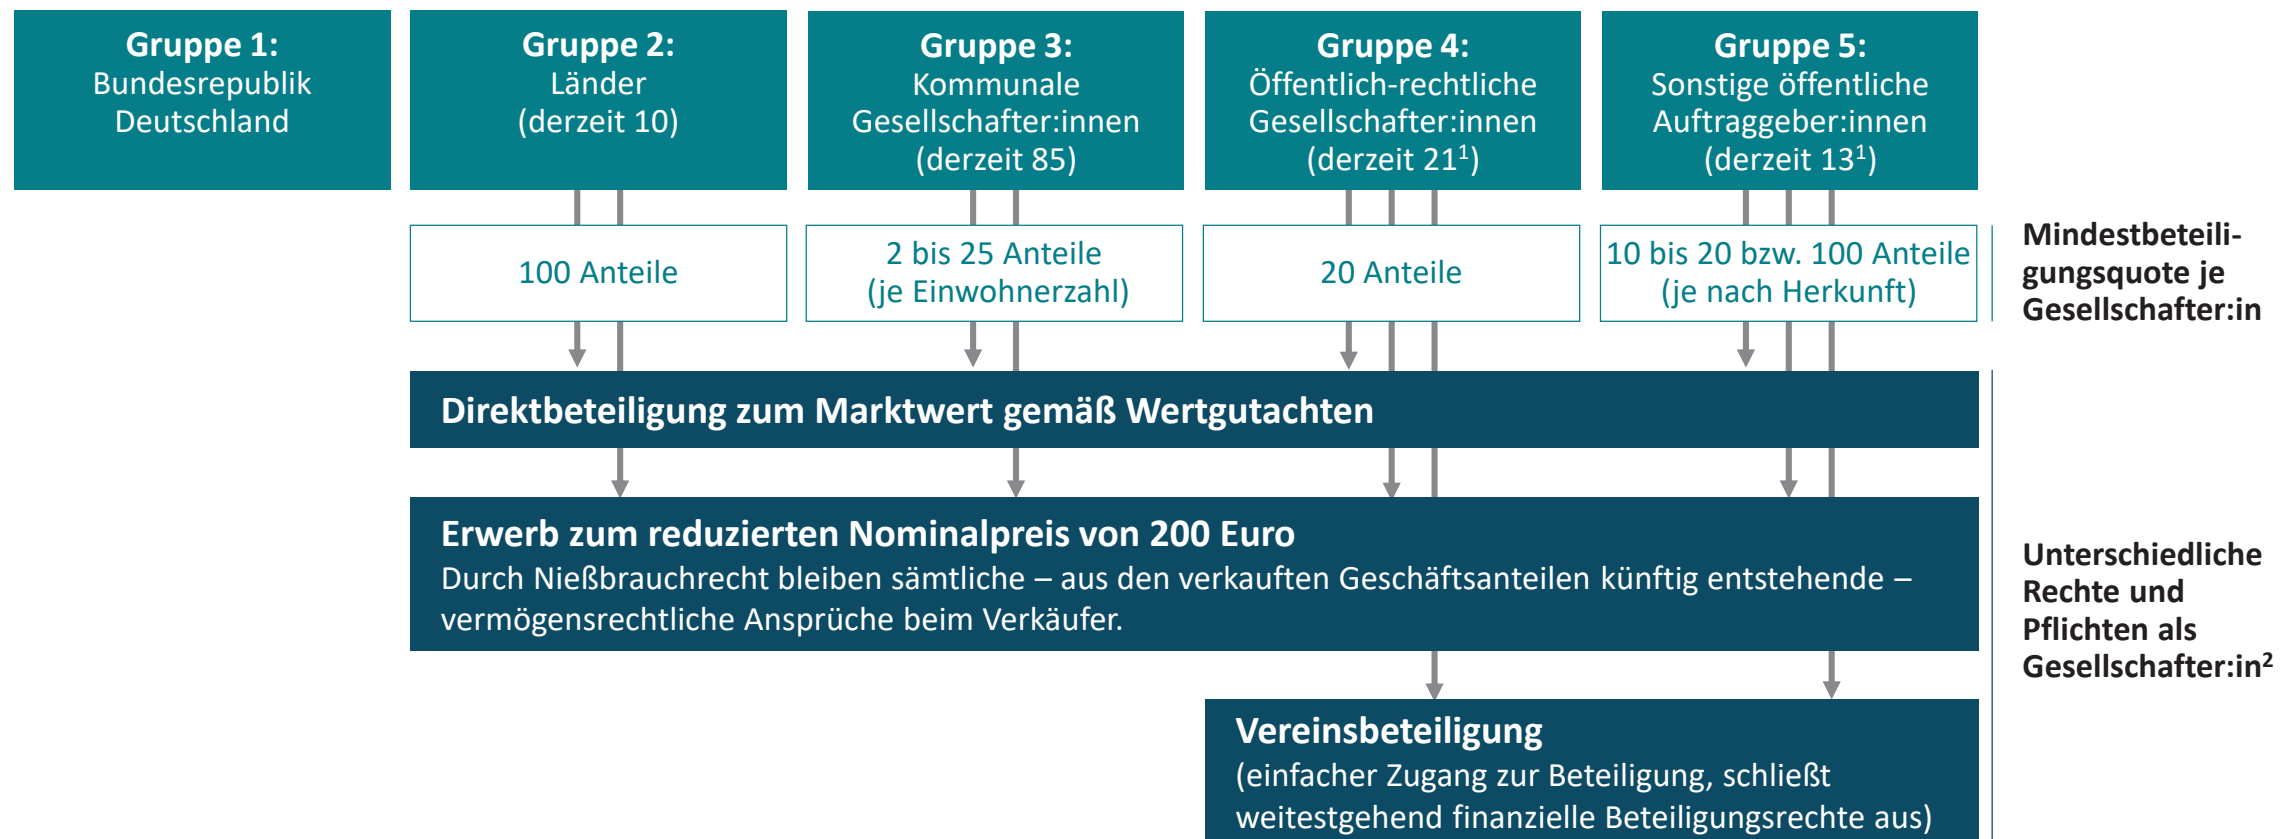 Gruppe 1:
Bundesrepublik
Deutschland
Gruppe 2:
Länder
(derzeit 10)
Gruppe 3:
Kommunale
Gesellschafter:innen
(derzeit 85)
Gruppe 4:
Öffentlich-rechtliche
Gesellschafter:innen
(derzeit 21¹)
Gruppe 5:
Sonstige öffentliche
Auftraggeber:innen
(derzeit 13¹)
100 Anteile
2 bis 25 Anteile
(je Einwohnerzahl)
20 Anteile
10 bis 20 bzw. 100 Anteile
(je nach Herkunft)
Mindestbeteili-
gungsquote je
Gesellschafter:in
Direktbeteiligung zum Marktwert gemäß Wertgutachten
Erwerb zum reduzierten Nominalpreis von 200 Euro
Durch Nießbrauchrecht bleiben sämtliche – aus den verkauften Geschäftsanteilen künftig entstehende –
vermögensrechtliche Ansprüche beim Verkäufer.
Unterschiedliche
Rechte und
Pflichten als
Gesellschafter:in²
Vereinsbeteiligung
(einfacher Zugang zur Beteiligung, schließt
weitestgehend finanzielle Beteiligungsrechte aus)